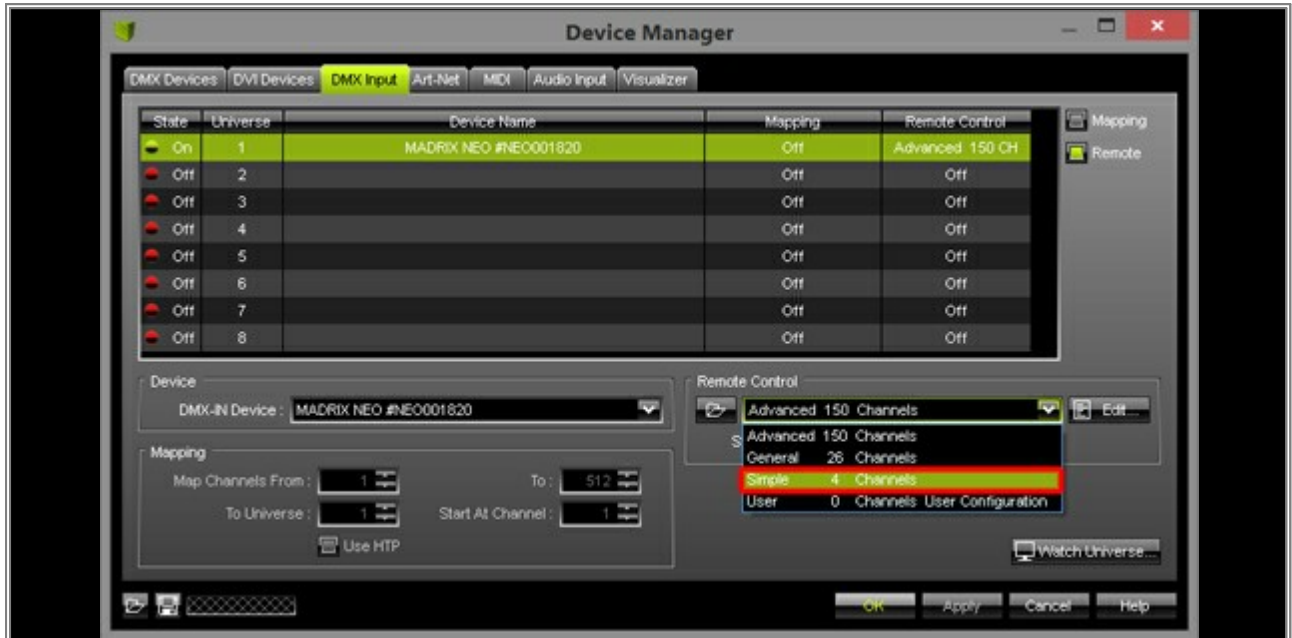 Device Manager
DMX Devices DVI Devices DMX Input Art-Net MIDI Audio Input Visualizer
State Universe Device Name Mapping Remote Control
Mapping
On 1 MADRIX NEO #NEO001820 Off Advanced 150 CH
Remote
Off 2 Off Off
Off 3 Off Off
Off 4 Off Off
Off 5 Off Off
Off 6 Off Off
Off 7 Off Off
Off 8 Off Off
Device
DMX-IN Device : MADRIX NEO #NEO001820
Remote Control
Advanced 150 Channels Edit...
Advanced 150 Channels
General 26 Channels
Simple 4 Channels
User 0 Channels User Configuration
Mapping
Map Channels From : 1 To : 512
To Universe : 1 Start At Channel : 1
Use HTP
Watch Universe...
OK Apply Cancel Help